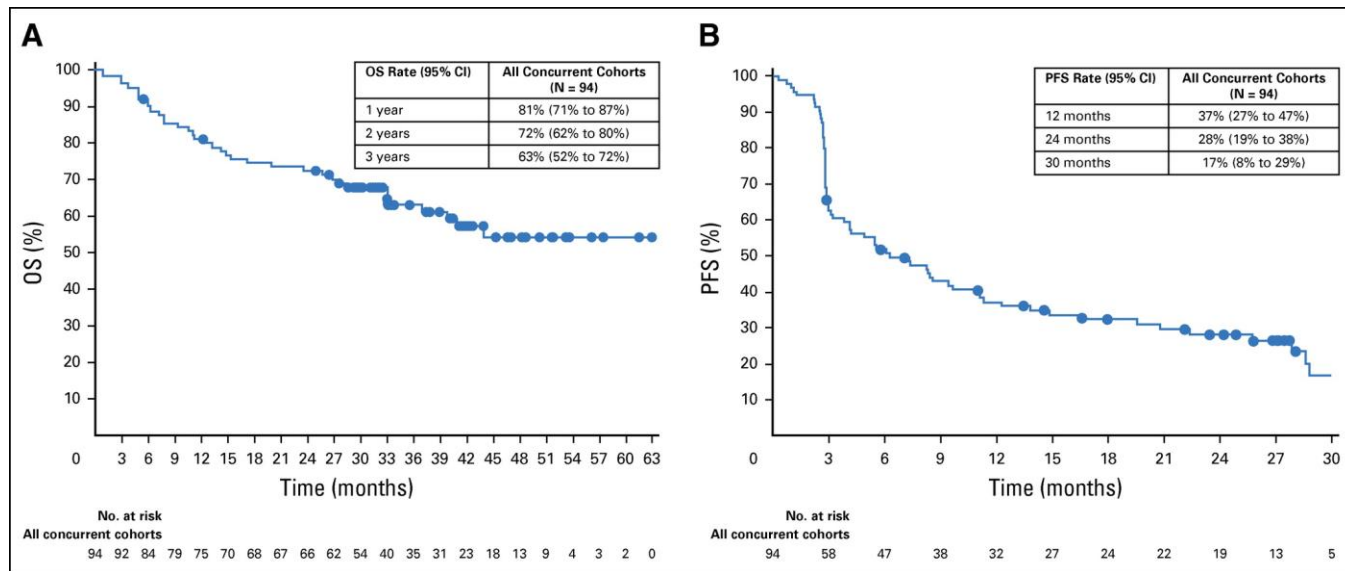 A
OS Rate (95% CI) All Concurrent Cohorts (N = 94)
1 year 81% (71% to 87%)
2 years 72% (62% to 80%)
3 years 63% (52% to 72%)
OS (%)
100
90
80
70
60
50
40
30
20
10
0 3 6 9 12 15 18 21 24 27 30 33 36 39 42 45 48 51 54 57 60 63
Time (months)
No. at risk
All concurrent cohorts
94 92 84 79 75 70 68 67 66 62 54 40 35 31 23 18 13 9 4 3 2 0
B
PFS Rate (95% CI) All Concurrent Cohorts (N = 94)
12 months 37% (27% to 47%)
24 months 28% (19% to 38%)
30 months 17% (8% to 29%)
PFS (%)
100
90
80
70
60
50
40
30
20
10
0 3 6 9 12 15 18 21 24 27 30
Time (months)
No. at risk
All concurrent cohorts
94 58 47 38 32 27 24 22 19 13 5